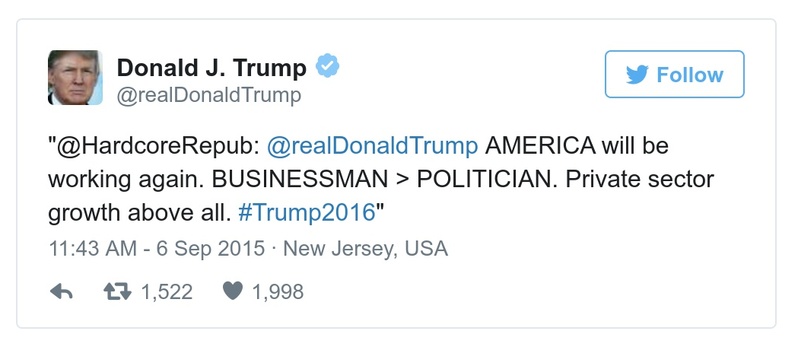 Donald J. Trump
@realDonaldTrump
Follow
"@HardcoreRepub: @realDonaldTrump AMERICA will be
working again. BUSINESSMAN > POLITICIAN. Private sector
growth above all. #Trump2016"
11:43 AM - 6 Sep 2015 · New Jersey, USA
1,522 1,998